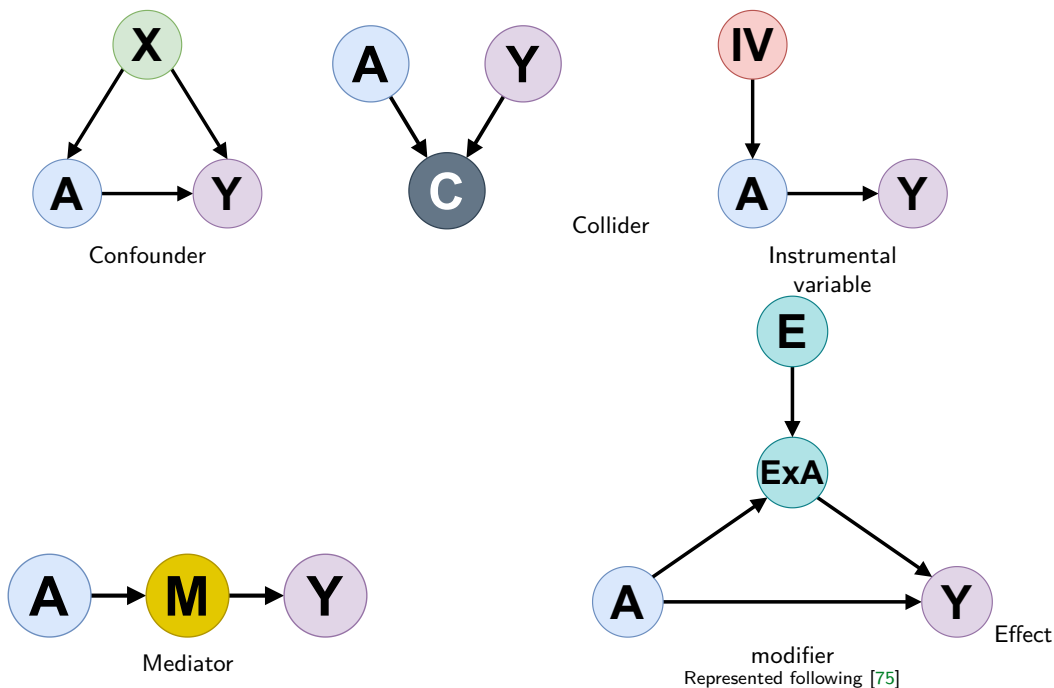 X
A
Y
Confounder
A
Y
C
Collider
IV
A
Y
Instrumental
variable
A
M
Y
Mediator
E
ExA
A
Y
Effect
modifier
Represented following [75]